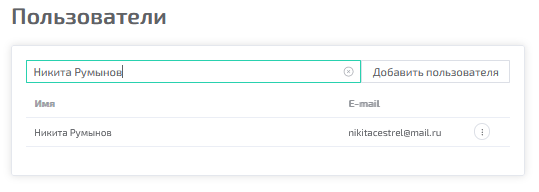 Пользователи
Никита Румынов
Добавить пользователя
Имя
E-mail
Никита Румынов
nikitacestrel@mail.ru